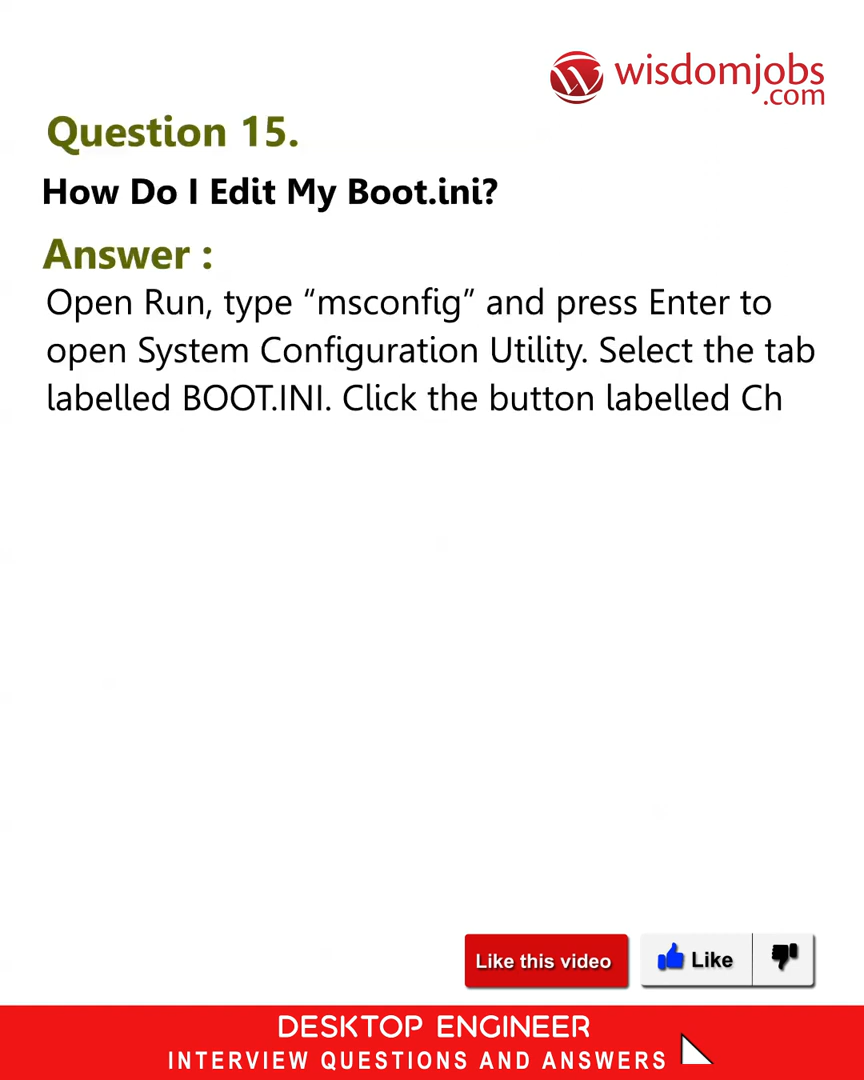 wisdomjobs
.com
Question 15.
How Do I Edit My Boot.ini?
Answer :
Open Run, type “msconfig” and press Enter to
open System Configuration Utility. Select the tab
labelled BOOT.INI. Click the button labelled Ch
Like this video
Like
DESKTOP ENGINEER
INTERVIEW QUESTIONS AND ANSWERS